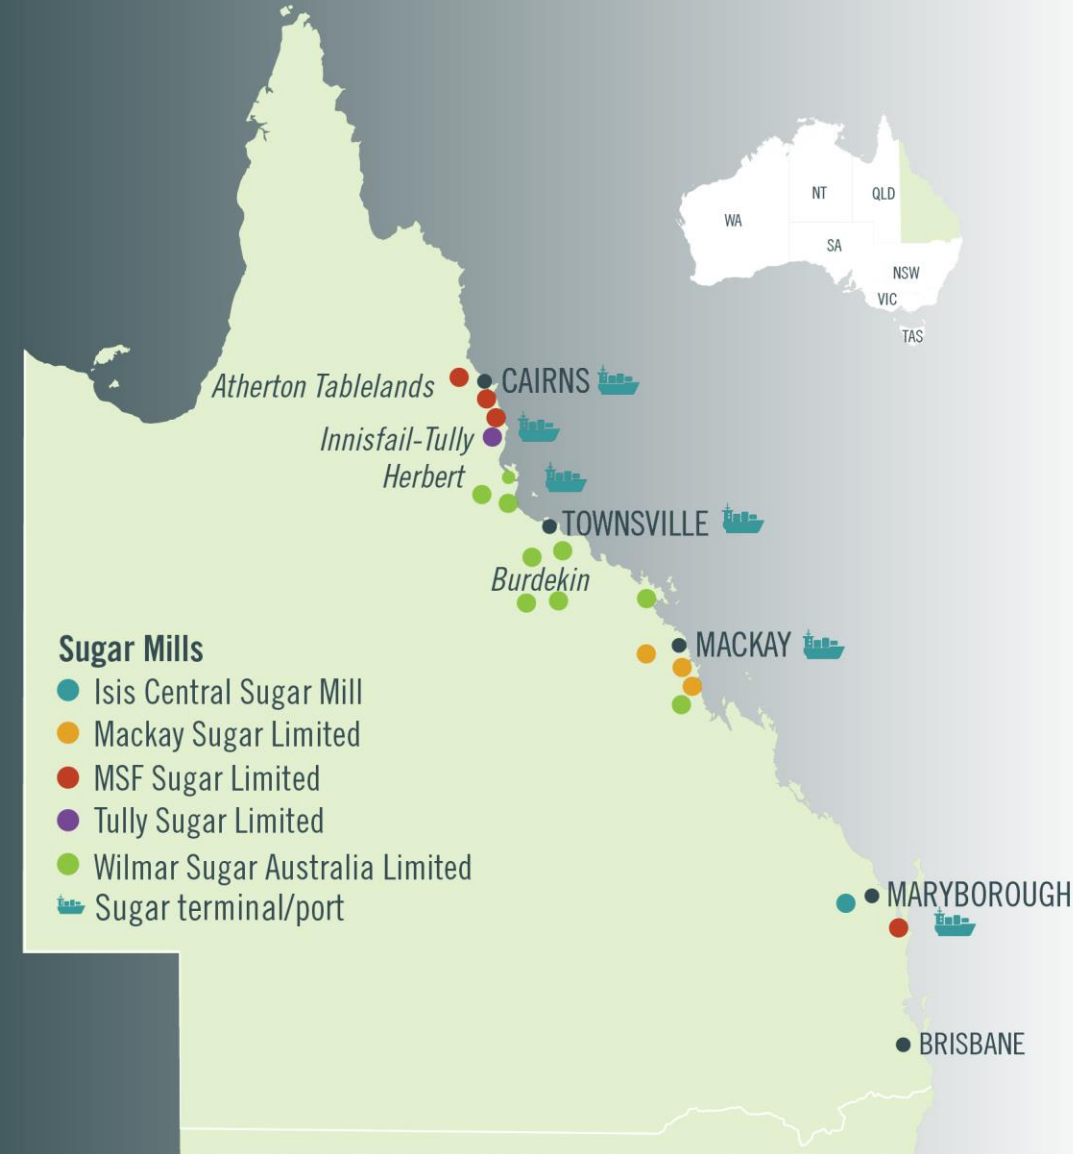 WA
NT
QLD
SA
NSW
VIC
TAS
Atherton Tablelands
CAIRNS
Innisfail-Tully
Herbert
TOWNSVILLE
Burdekin
MACKAY
Sugar Mills
Isis Central Sugar Mill
Mackay Sugar Limited
MSF Sugar Limited
Tully Sugar Limited
Wilmar Sugar Australia Limited
Sugar terminal/port
MARYBOROUGH
BRISBANE